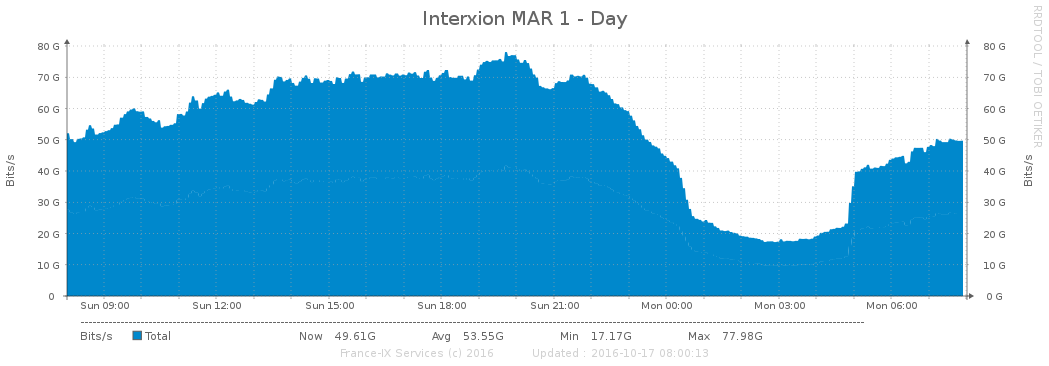 Interxion MAR 1 - Day
RRDTOOL / TOBI OETIKER
Bits/s
80 G
70 G
60 G
50 G
40 G
30 G
20 G
10 G
0
80 G
70 G
60 G
50 G
40 G
30 G
20 G
10 G
0 G
Bits/s
Sun 09:00 Sun 12:00 Sun 15:00 Sun 18:00 Sun 21:00 Mon 00:00 Mon 03:00 Mon 06:00
Bits/s Total Now 49.61G Avg 53.55G Min 17.17G Max 77.98G
France-IX Services (c) 2016 Updated : 2016-10-17 08:00:13